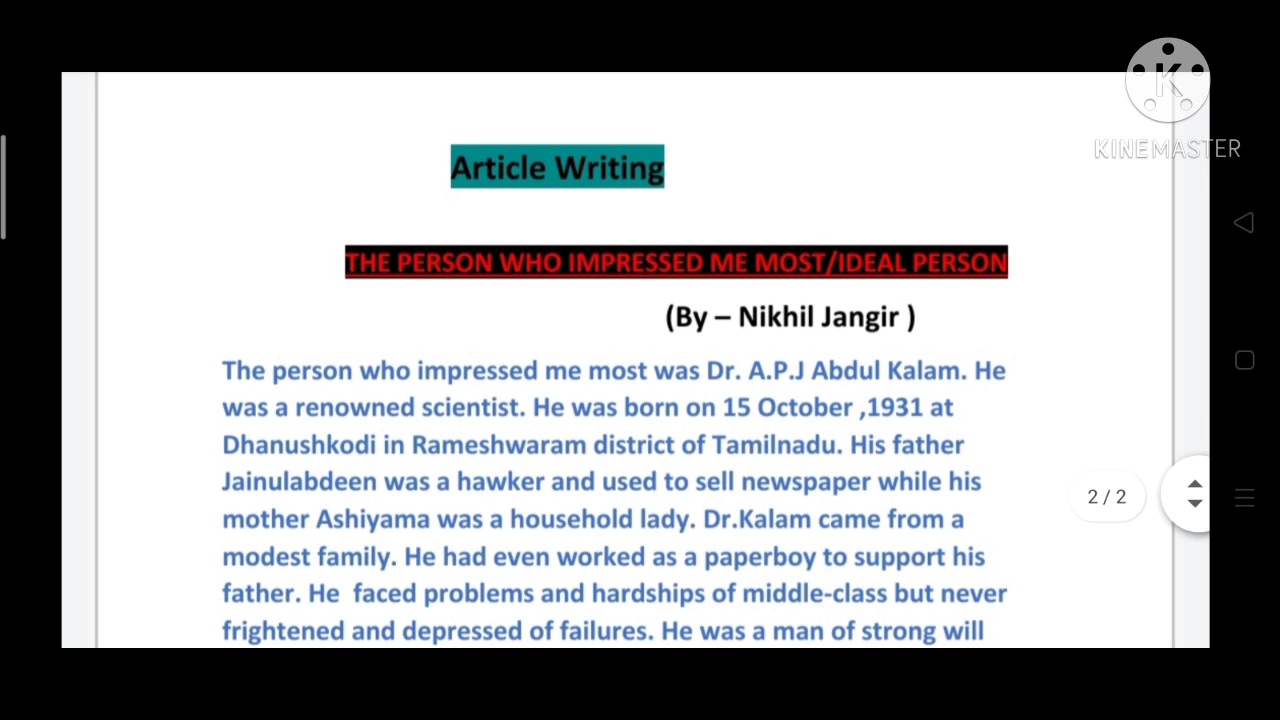 K
KINEMASTER
Article Writing
THE PERSON WHO IMPRESSED ME MOST/IDEAL PERSON
(By – Nikhil Jangir )
The person who impressed me most was Dr. A.P.J Abdul Kalam. He
was a renowned scientist. He was born on 15 October ,1931 at
Dhanushkodi in Rameshwaram district of Tamilnadu. His father
Jainulabdeen was a hawker and used to sell newspaper while his
mother Ashiyama was a household lady. Dr.Kalam came from a
modest family. He had even worked as a paperboy to support his
father. He  faced problems and hardships of middle-class but never
frightened and depressed of failures. He was a man of strong will
2 / 2